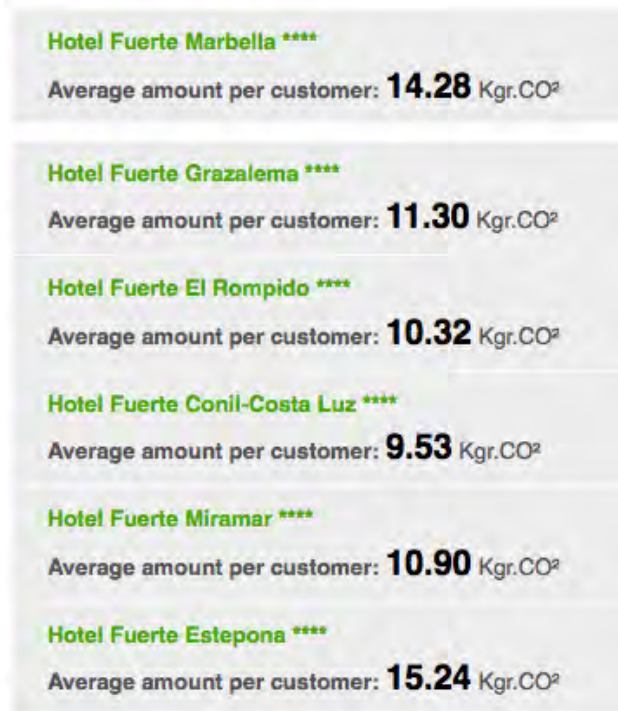 Hotel Fuerte Marbella ****
Average amount per customer: 14.28 Kgr.CO²
Hotel Fuerte Grazalema ****
Average amount per customer: 11.30 Kgr.CO²
Hotel Fuerte El Rompido ****
Average amount per customer: 10.32 Kgr.CO²
Hotel Fuerte Conil-Costa Luz ****
Average amount per customer: 9.53 Kgr.CO²
Hotel Fuerte Miramar ****
Average amount per customer: 10.90 Kgr.CO²
Hotel Fuerte Estepona ****
Average amount per customer: 15.24 Kgr.CO²